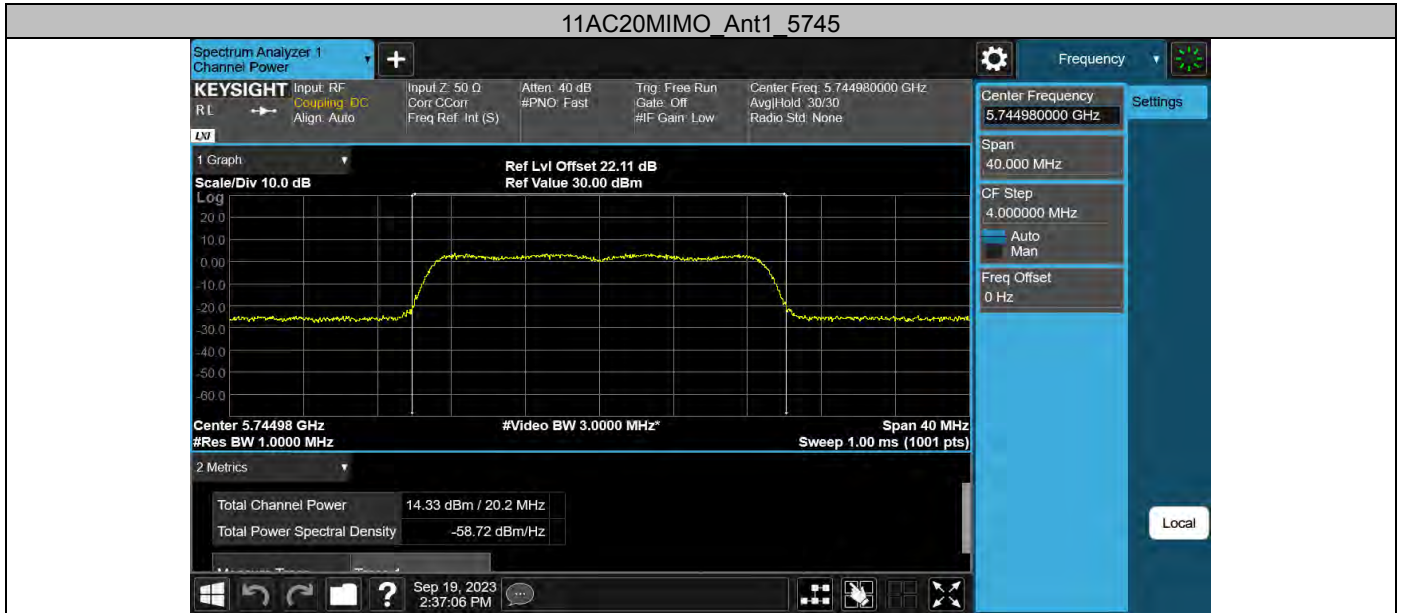 11AC20MIMO_Ant1_5745
Spectrum Analyzer 1
Channel Power
+
Frequency
KEYSIGHT
R L
LXI
Input: RF
Coupling: DC
Align: Auto
Input Z: 50 Ω
Corr CCorr
Freq Ref: Int (S)
Atten: 40 dB
#PNO: Fast
Trig: Free Run
Gate: Off
#IF Gain: Low
Center Freq: 5.744980000 GHz
Avg|Hold: 30/30
Radio Std: None
Center Frequency
5.744980000 GHz
Settings
Span
40.000 MHz
CF Step
4.000000 MHz
Auto
Man
Freq Offset
0 Hz
Local
1 Graph
Scale/Div 10.0 dB
Ref Lvl Offset 22.11 dB
Ref Value 30.00 dBm
Log
20.0
10.0
0.00
-10.0
-20.0
-30.0
-40.0
-50.0
-60.0
Center 5.74498 GHz
#Res BW 1.0000 MHz
#Video BW 3.0000 MHz*
Span 40 MHz
Sweep 1.00 ms (1001 pts)
2 Metrics
Total Channel Power 14.33 dBm / 20.2 MHz
Total Power Spectral Density -58.72 dBm/Hz
?
Sep 19, 2023
2:37:06 PM